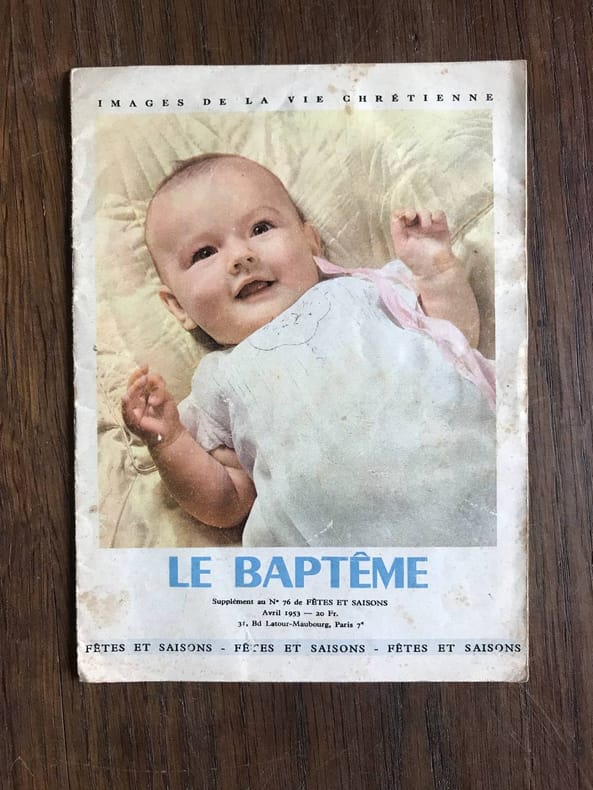 IMAGES DE LA VIE CHRÉTIENNE
LE BAPTÊME
Supplément au Nº 76 de FÊTES ET SAISONS
Avril 1953 — 20 Fr.
31, Bd Latour-Maubourg, Paris 7e
FÊTES ET SAISONS - FÊTES ET SAISONS - FÊTES ET SAISONS